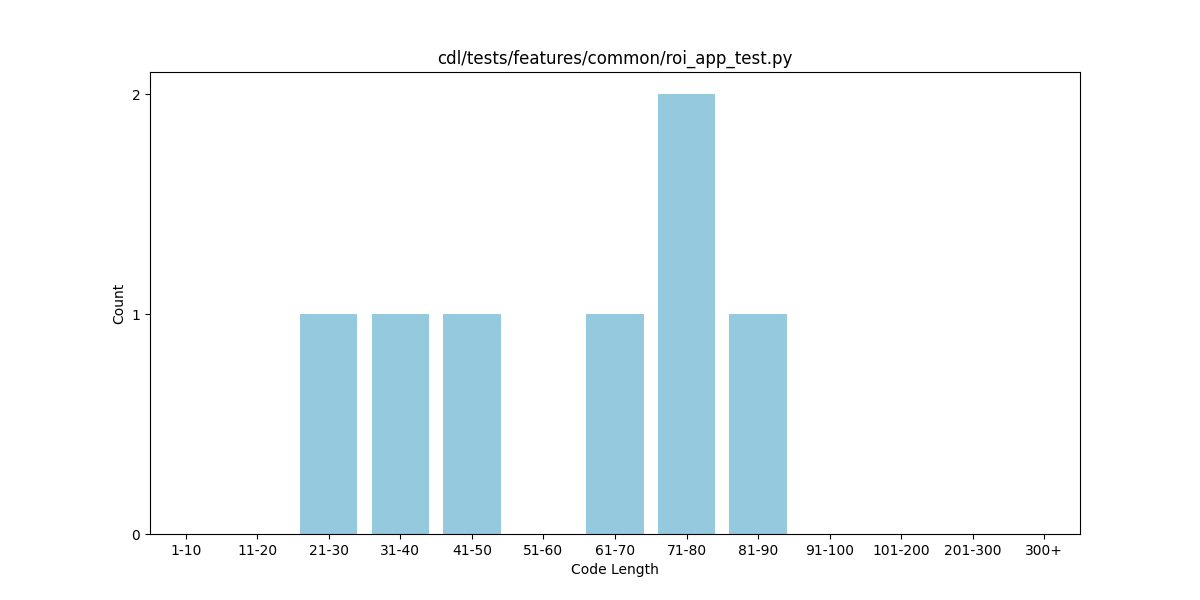 cdl/tests/features/common/roi_app_test.py
2
1
0
Count
1-10 11-20 21-30 31-40 41-50 51-60 61-70 71-80 81-90 91-100 101-200 201-300 300+
Code Length